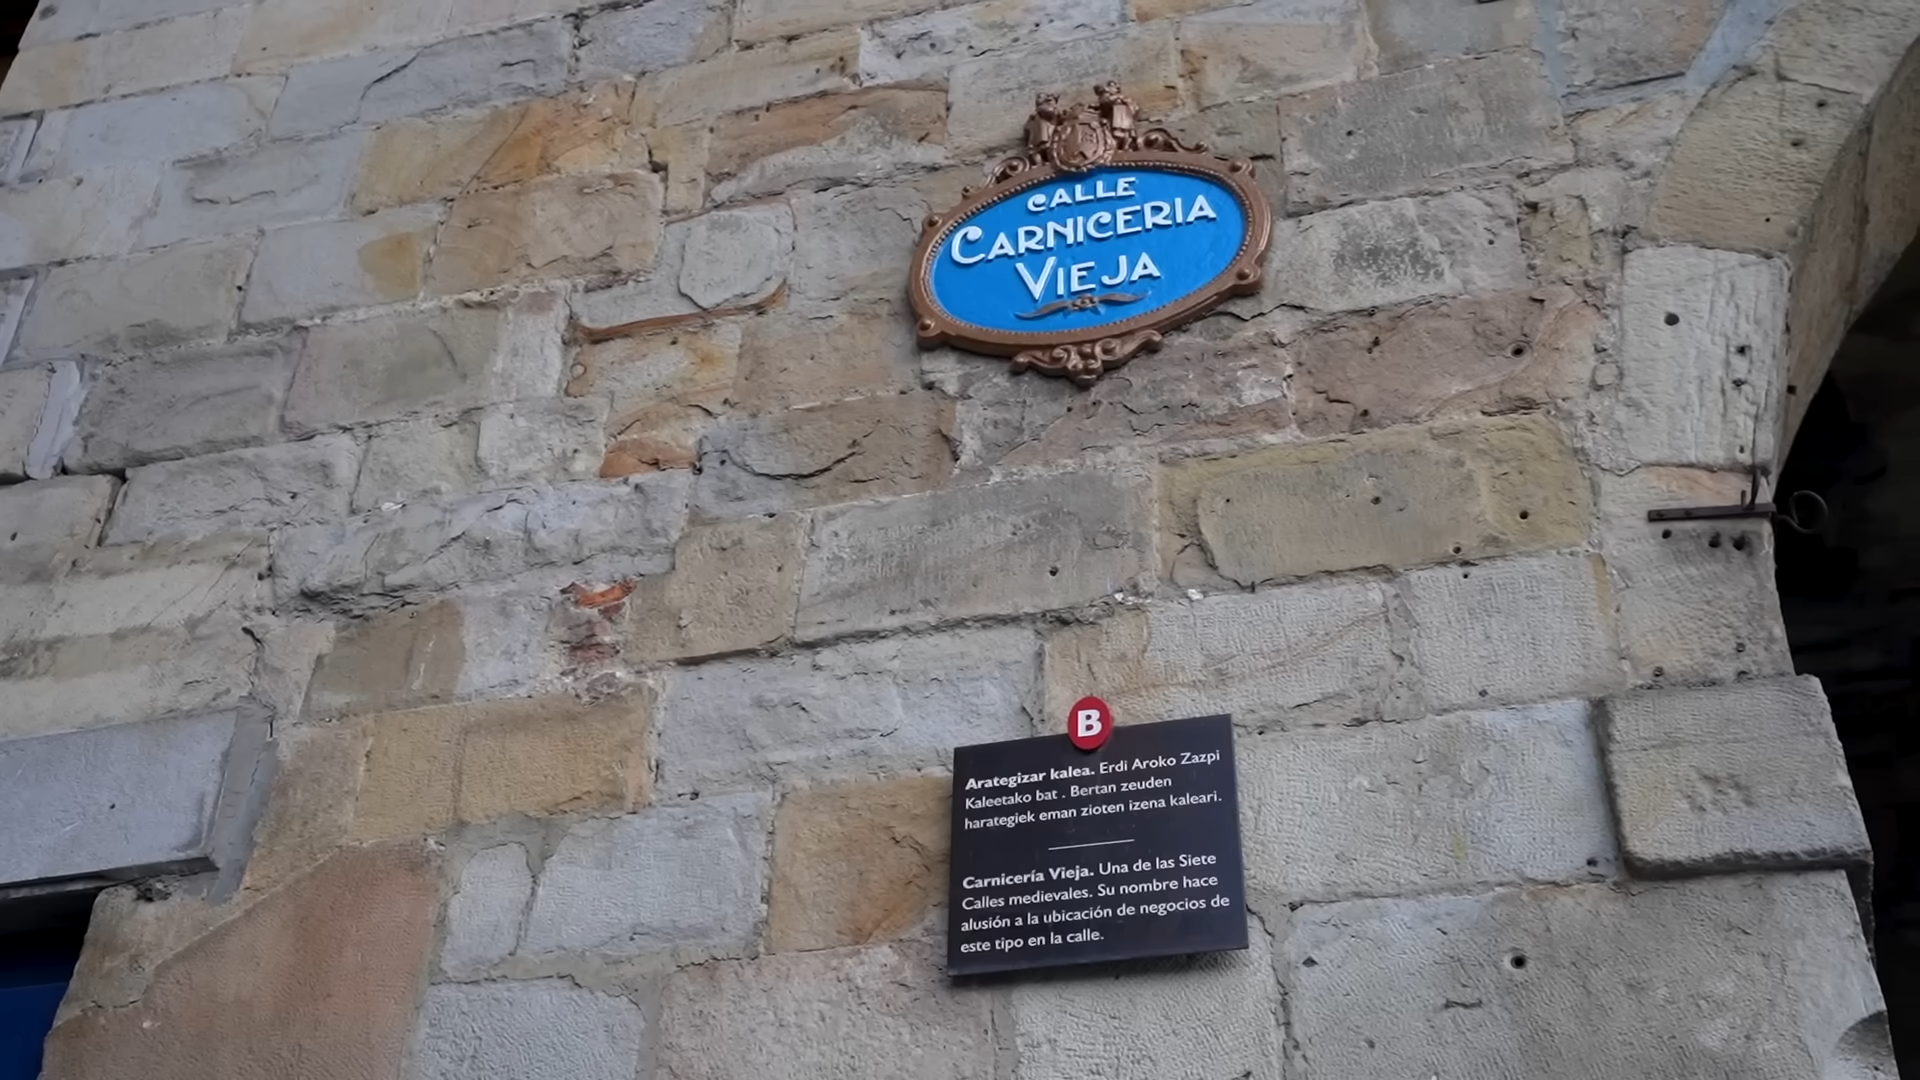 CALLE
CARNICERIA
VIEJA
B
Arategizar kalea. Erdi Aroko Zazpi
Kaleetako bat . Bertan zeuden
harategiek eman zioten izena kaleari.
Carnicería Vieja. Una de las Siete
Calles medievales. Su nombre hace
alusión a la ubicación de negocios de
este tipo en la calle.